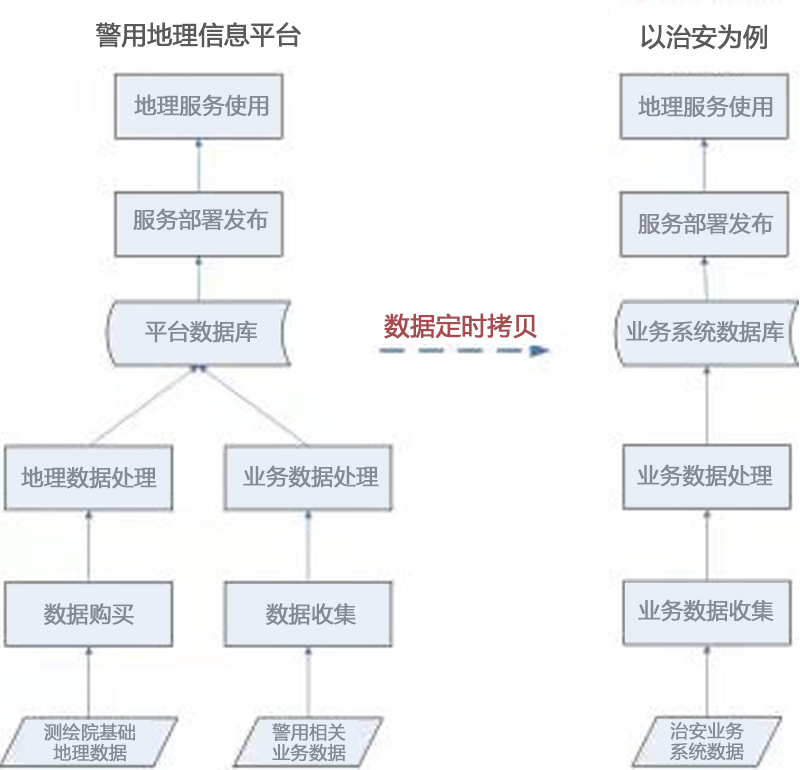 警用地理信息平台
以治安为例
地理服务使用
地理服务使用
服务部署发布
服务部署发布
平台数据库
数据定时拷贝
业务系统数据库
地理数据处理
业务数据处理
业务数据处理
数据购买
数据收集
业务数据收集
测绘院基础
地理数据
警用相关
业务数据
治安业务
系统数据